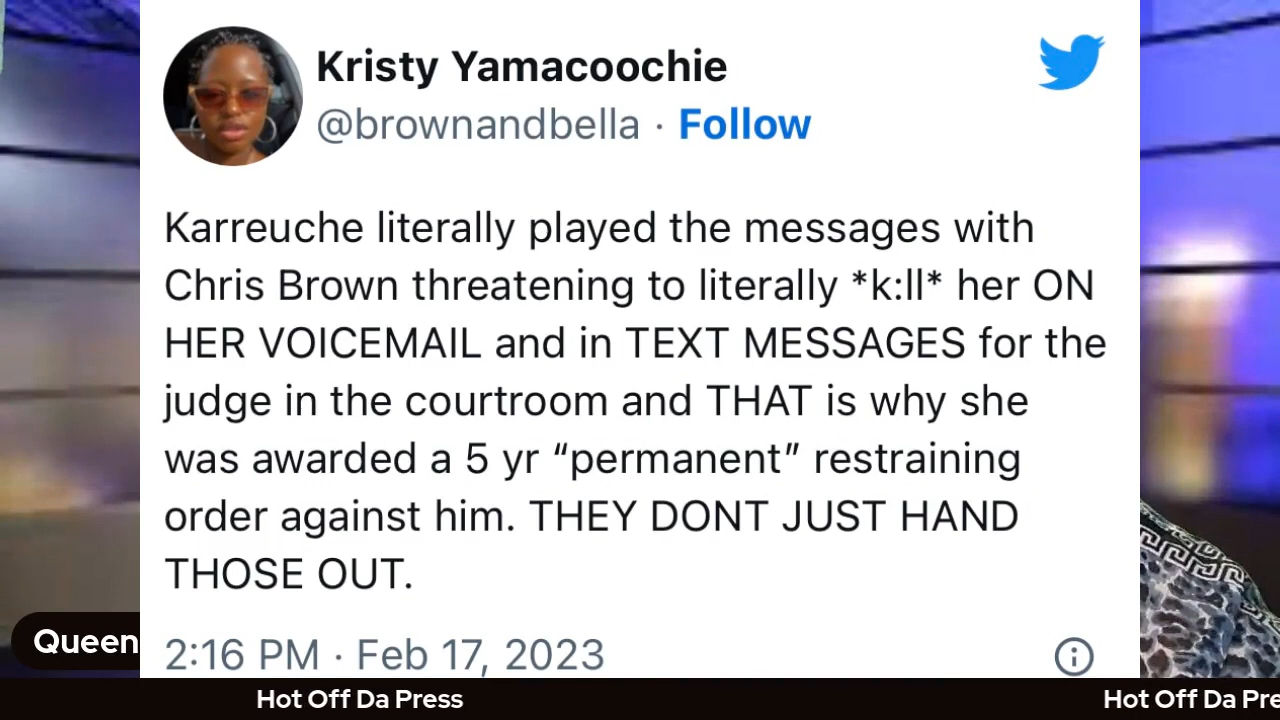 Kristy Yamacoochie
@brownandbella · Follow
Karreuche literally played the messages with
Chris Brown threatening to literally *k:ll* her ON
HER VOICEMAIL and in TEXT MESSAGES for the
judge in the courtroom and THAT is why she
was awarded a 5 yr “permanent” restraining
order against him. THEY DONT JUST HAND
THOSE OUT.
Queen
2:16 PM · Feb 17, 2023
Hot Off Da Press Hot Off Da Pre